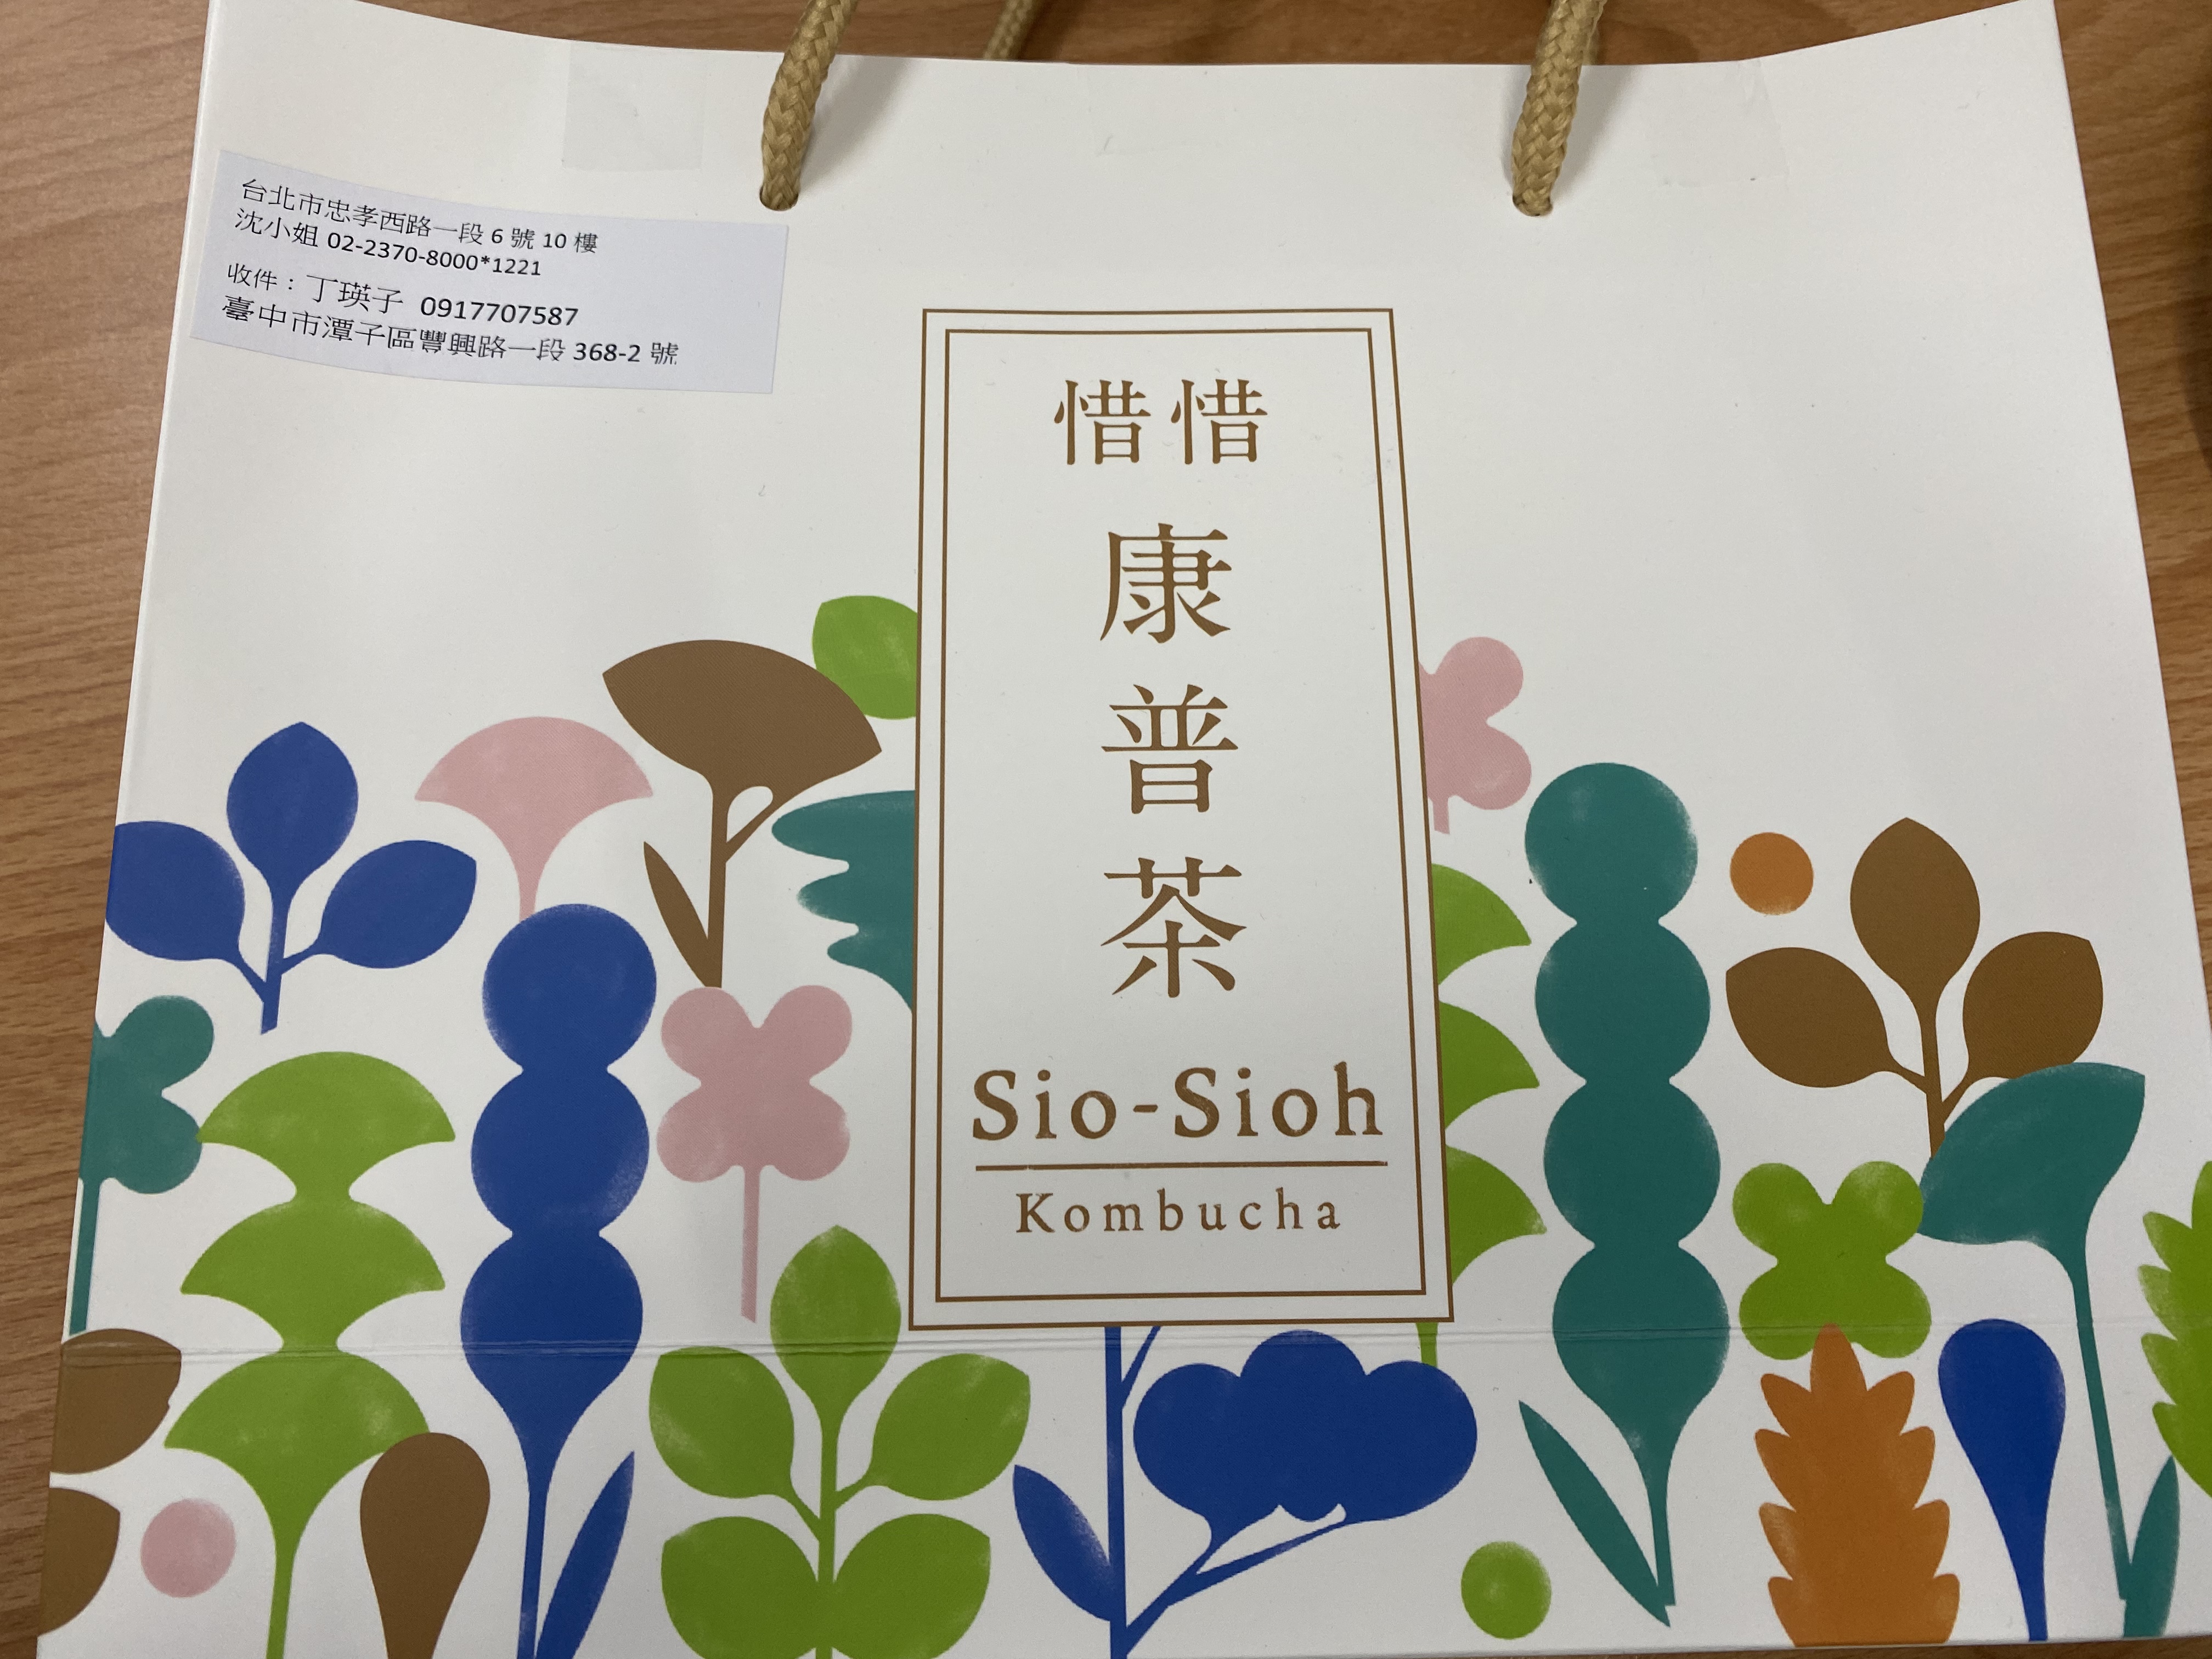 台北市忠孝西路一段 6 號 10 樓
沈小姐 02-2370-8000*1221
收件：丁瑛子 0917707587
臺中市潭子區豐興路一段 368-2 號
惜惜
康
普
茶
Sio-Sioh
Kombucha